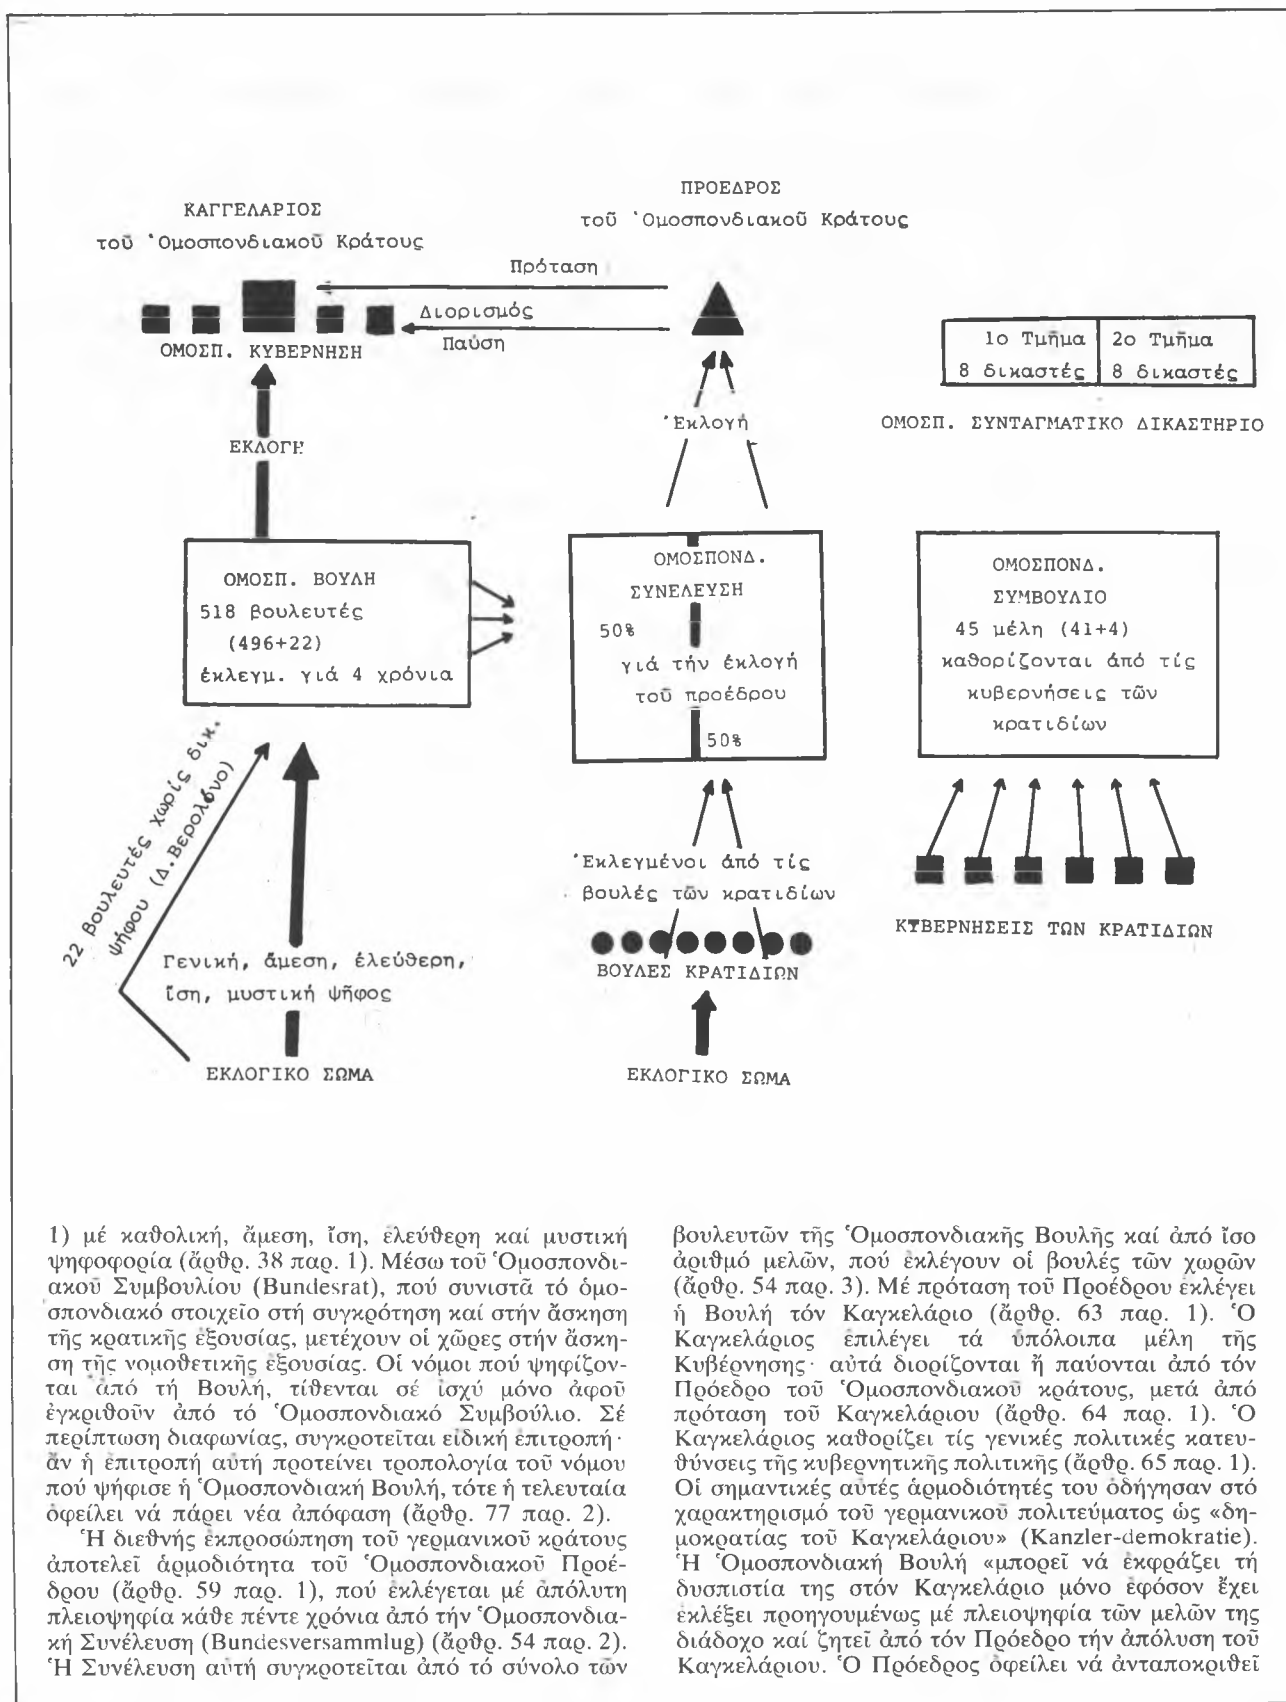 ΚΑΓΓΕΛΑΡΙΟΣ
τοῦ Ὁμοσπονδιακοῦ Κράτους
ΠΡΟΕΔΡΟΣ
τοῦ Ὁμοσπονδιακοῦ Κράτους
Πρόταση
Διορισμός
Παύση
ΟΜΟΣΠ. ΚΥΒΕΡΝΗΣΗ
1ο Τμῆμα
8 δικαστές
2ο Τμῆμα
8 δικαστές
ΟΜΟΣΠ. ΣΥΝΤΑΓΜΑΤΙΚΟ ΔΙΚΑΣΤΗΡΙΟ
Ἐκλογή
ΕΚΛΟΓΗ
ΟΜΟΣΠ. ΒΟΥΛΗ
518 βουλευτές
(496+22)
ἐκλεγμ. γιά 4 χρόνια
ΟΜΟΣΠΟΝΔ.
ΣΥΝΕΛΕΥΣΗ
50%
γιά τήν ἐκλογή
τοῦ προέδρου
50%
ΟΜΟΣΠΟΝΔ.
ΣΥΜΒΟΥΛΙΟ
45 μέλη (41+4)
καθορίζονται ἀπό τίς
κυβερνήσεις τῶν
κρατιδίων
22 βουλευτές χωρίς δικ.
ψήφου (Δ.Βερολίνο)
Γενική, ἄμεση, ἐλεύθερη,
ἴση, μυστική ψῆφος
ΕΚΛΟΓΙΚΟ ΣΩΜΑ
Ἐκλεγμένοι ἀπό τίς
βουλές τῶν κρατιδίων
ΒΟΥΛΕΣ ΚΡΑΤΙΔΙΩΝ
ΕΚΛΟΓΙΚΟ ΣΩΜΑ
ΚΥΒΕΡΝΗΣΕΙΣ ΤΩΝ ΚΡΑΤΙΔΙΩΝ
1) μέ καθολική, ἄμεση, ἴση, ἐλεύθερη καί μυστική
ψηφοφορία (ἄρθρ. 38 παρ. 1). Μέσω τοῦ Ὁμοσπονδι-
ακοῦ Συμβουλίου (Bundesrat), πού συνιστᾶ τό ὁμο-
σπονδιακό στοιχεῖο στή συγκρότηση καί στήν ἄσκηση
τῆς κρατικῆς ἐξουσίας, μετέχουν οἱ χῶρες στήν ἄσκη-
ση τῆς νομοθετικῆς ἐξουσίας. Οἱ νόμοι πού ψηφίζον-
ται ἀπό τή Βουλή, τίθενται σέ ἰσχύ μόνο ἀφοῦ
ἐγκριθοῦν ἀπό τό Ὁμοσπονδιακό Συμβούλιο. Σέ
περίπτωση διαφωνίας, συγκροτεῖται εἰδική ἐπιτροπή·
ἄν ἡ ἐπιτροπή αὐτή προτείνει τροπολογία τοῦ νόμου
πού ψήφισε ἡ Ὁμοσπονδιακή Βουλή, τότε ἡ τελευταία
ὀφείλει νά πάρει νέα ἀπόφαση (ἄρθρ. 77 παρ. 2).
Ἡ διεθνής ἐκπροσώπηση τοῦ γερμανικοῦ κράτους
ἀποτελεῖ ἁρμοδιότητα τοῦ Ὁμοσπονδιακοῦ Προέ-
δρου (ἄρθρ. 59 παρ. 1), πού ἐκλέγεται μέ ἀπόλυτη
πλειοψηφία κάθε πέντε χρόνια ἀπό τήν Ὁμοσπονδια-
κή Συνέλευση (Bundesversammlug) (ἄρθρ. 54 παρ. 2).
Ἡ Συνέλευση αὐτή συγκροτεῖται ἀπό τό σύνολο τῶν
βουλευτῶν τῆς Ὁμοσπονδιακῆς Βουλῆς καί ἀπό ἴσο
ἀριθμό μελῶν, πού ἐκλέγουν οἱ βουλές τῶν χωρῶν
(ἄρθρ. 54 παρ. 3). Μέ πρόταση τοῦ Προέδρου ἐκλέγει
ἡ Βουλή τόν Καγκελάριο (ἄρθρ. 63 παρ. 1). Ὁ
Καγκελάριος ἐπιλέγει τά ὑπόλοιπα μέλη τῆς
Κυβέρνησης· αὐτά διορίζονται ἤ παύονται ἀπό τόν
Πρόεδρο τοῦ Ὁμοσπονδιακοῦ κράτους, μετά ἀπό
πρόταση τοῦ Καγκελάριου (ἄρθρ. 64 παρ. 1). Ὁ
Καγκελάριος καθορίζει τίς γενικές πολιτικές κατευ-
θύνσεις τῆς κυβερνητικῆς πολιτικῆς (ἄρθρ. 65 παρ. 1).
Οἱ σημαντικές αὐτές ἁρμοδιότητές του ὁδήγησαν στό
χαρακτηρισμό τοῦ γερμανικοῦ πολιτεύματος ὡς «δη-
μοκρατίας τοῦ Καγκελάριου» (Kanzler-demokratie).
Ἡ Ὁμοσπονδιακή Βουλή «μπορεῖ νά ἐκφράζει τή
δυσπιστία της στόν Καγκελάριο μόνο ἐφόσον ἔχει
ἐκλέξει προηγουμένως μέ πλειοψηφία τῶν μελῶν της
διάδοχο καί ζητεῖ ἀπό τόν Πρόεδρο τήν ἀπόλυση τοῦ
Καγκελάριου. Ὁ Πρόεδρος ὀφείλει νά ἀνταποκριθεῖ